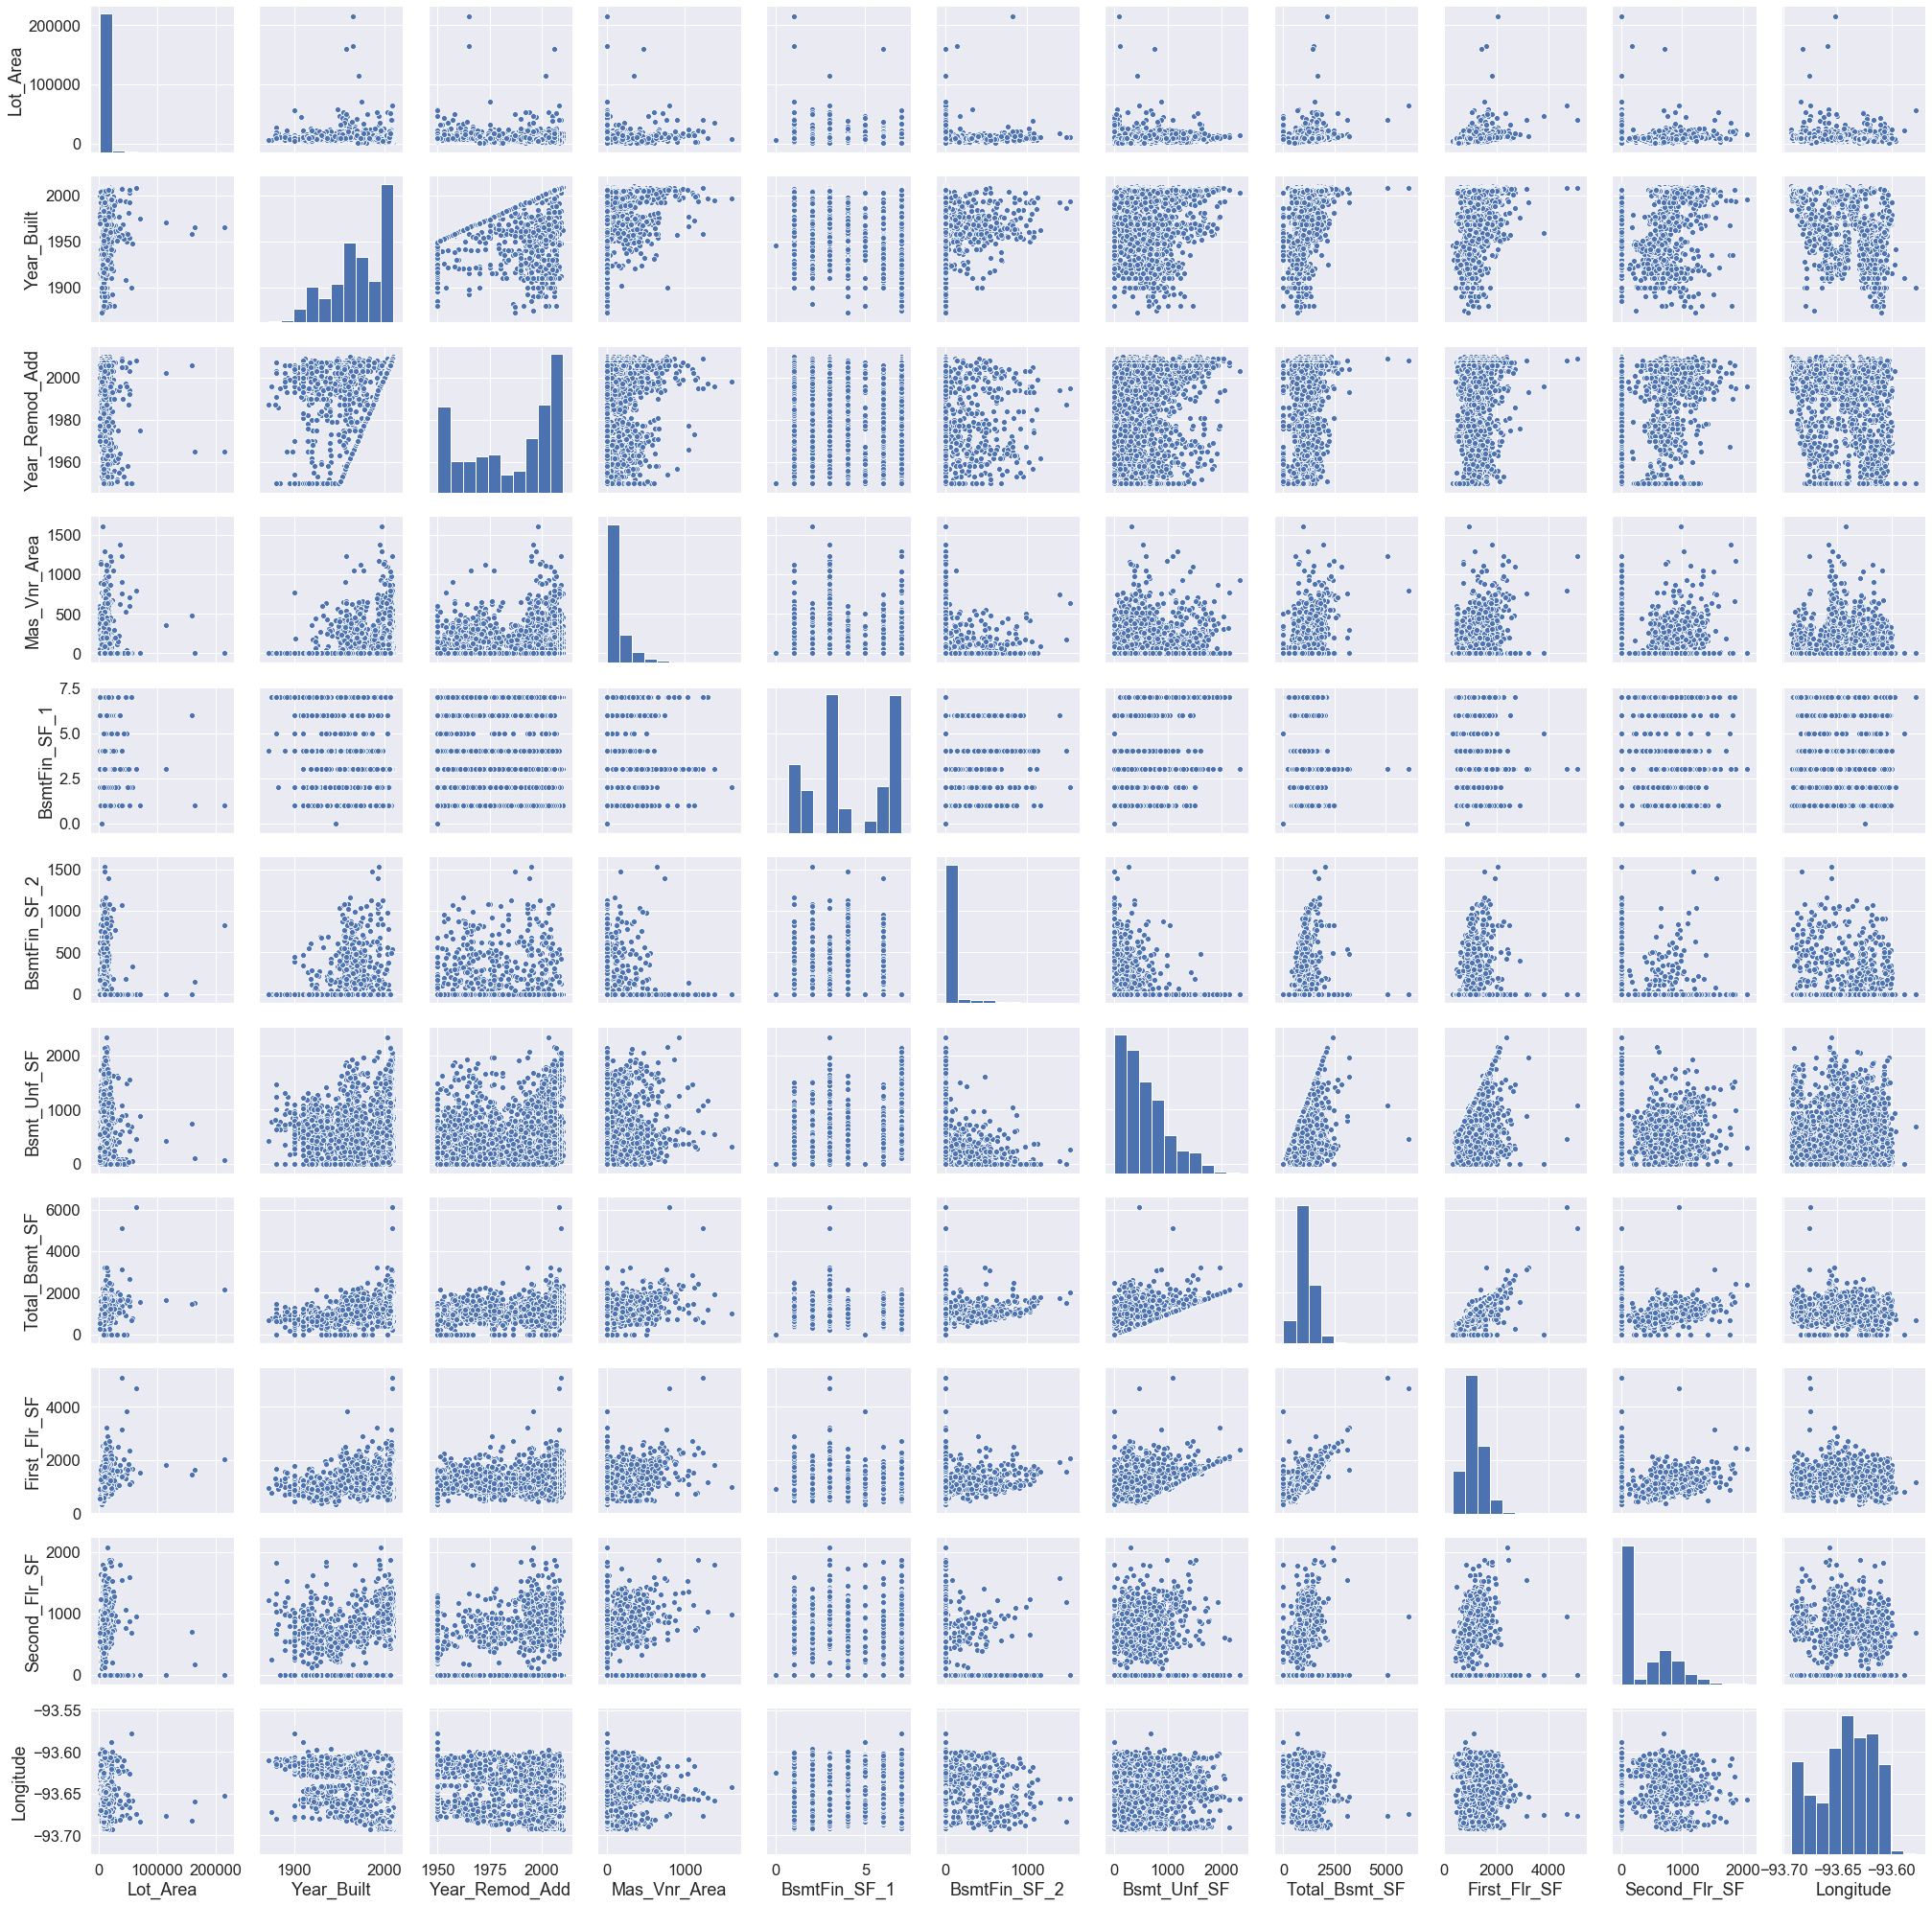 200000
100000
0
Lot_Area
2000
1950
1900
Year_Built
2000
1980
1960
Year_Remod_Add
1500
1000
500
0
Mas_Vnr_Area
7.5
5.0
2.5
0.0
BsmtFin_SF_1
1500
1000
500
0
BsmtFin_SF_2
2000
1000
0
Bsmt_Unf_SF
6000
4000
2000
0
Total_Bsmt_SF
4000
2000
0
First_Flr_SF
2000
1000
0
Second_Flr_SF
−93.55
−93.60
−93.65
−93.70
Longitude
0 100000 200000 1900 2000 1950 1975 2000 0 1000 0 5 0 1000 0 1000 2000 0 2500 5000 0 2000 4000 0 1000 2000 −93.70 −93.65 −93.60
Lot_Area Year_Built Year_Remod_Add Mas_Vnr_Area BsmtFin_SF_1 BsmtFin_SF_2 Bsmt_Unf_SF Total_Bsmt_SF First_Flr_SF Second_Flr_SF Longitude